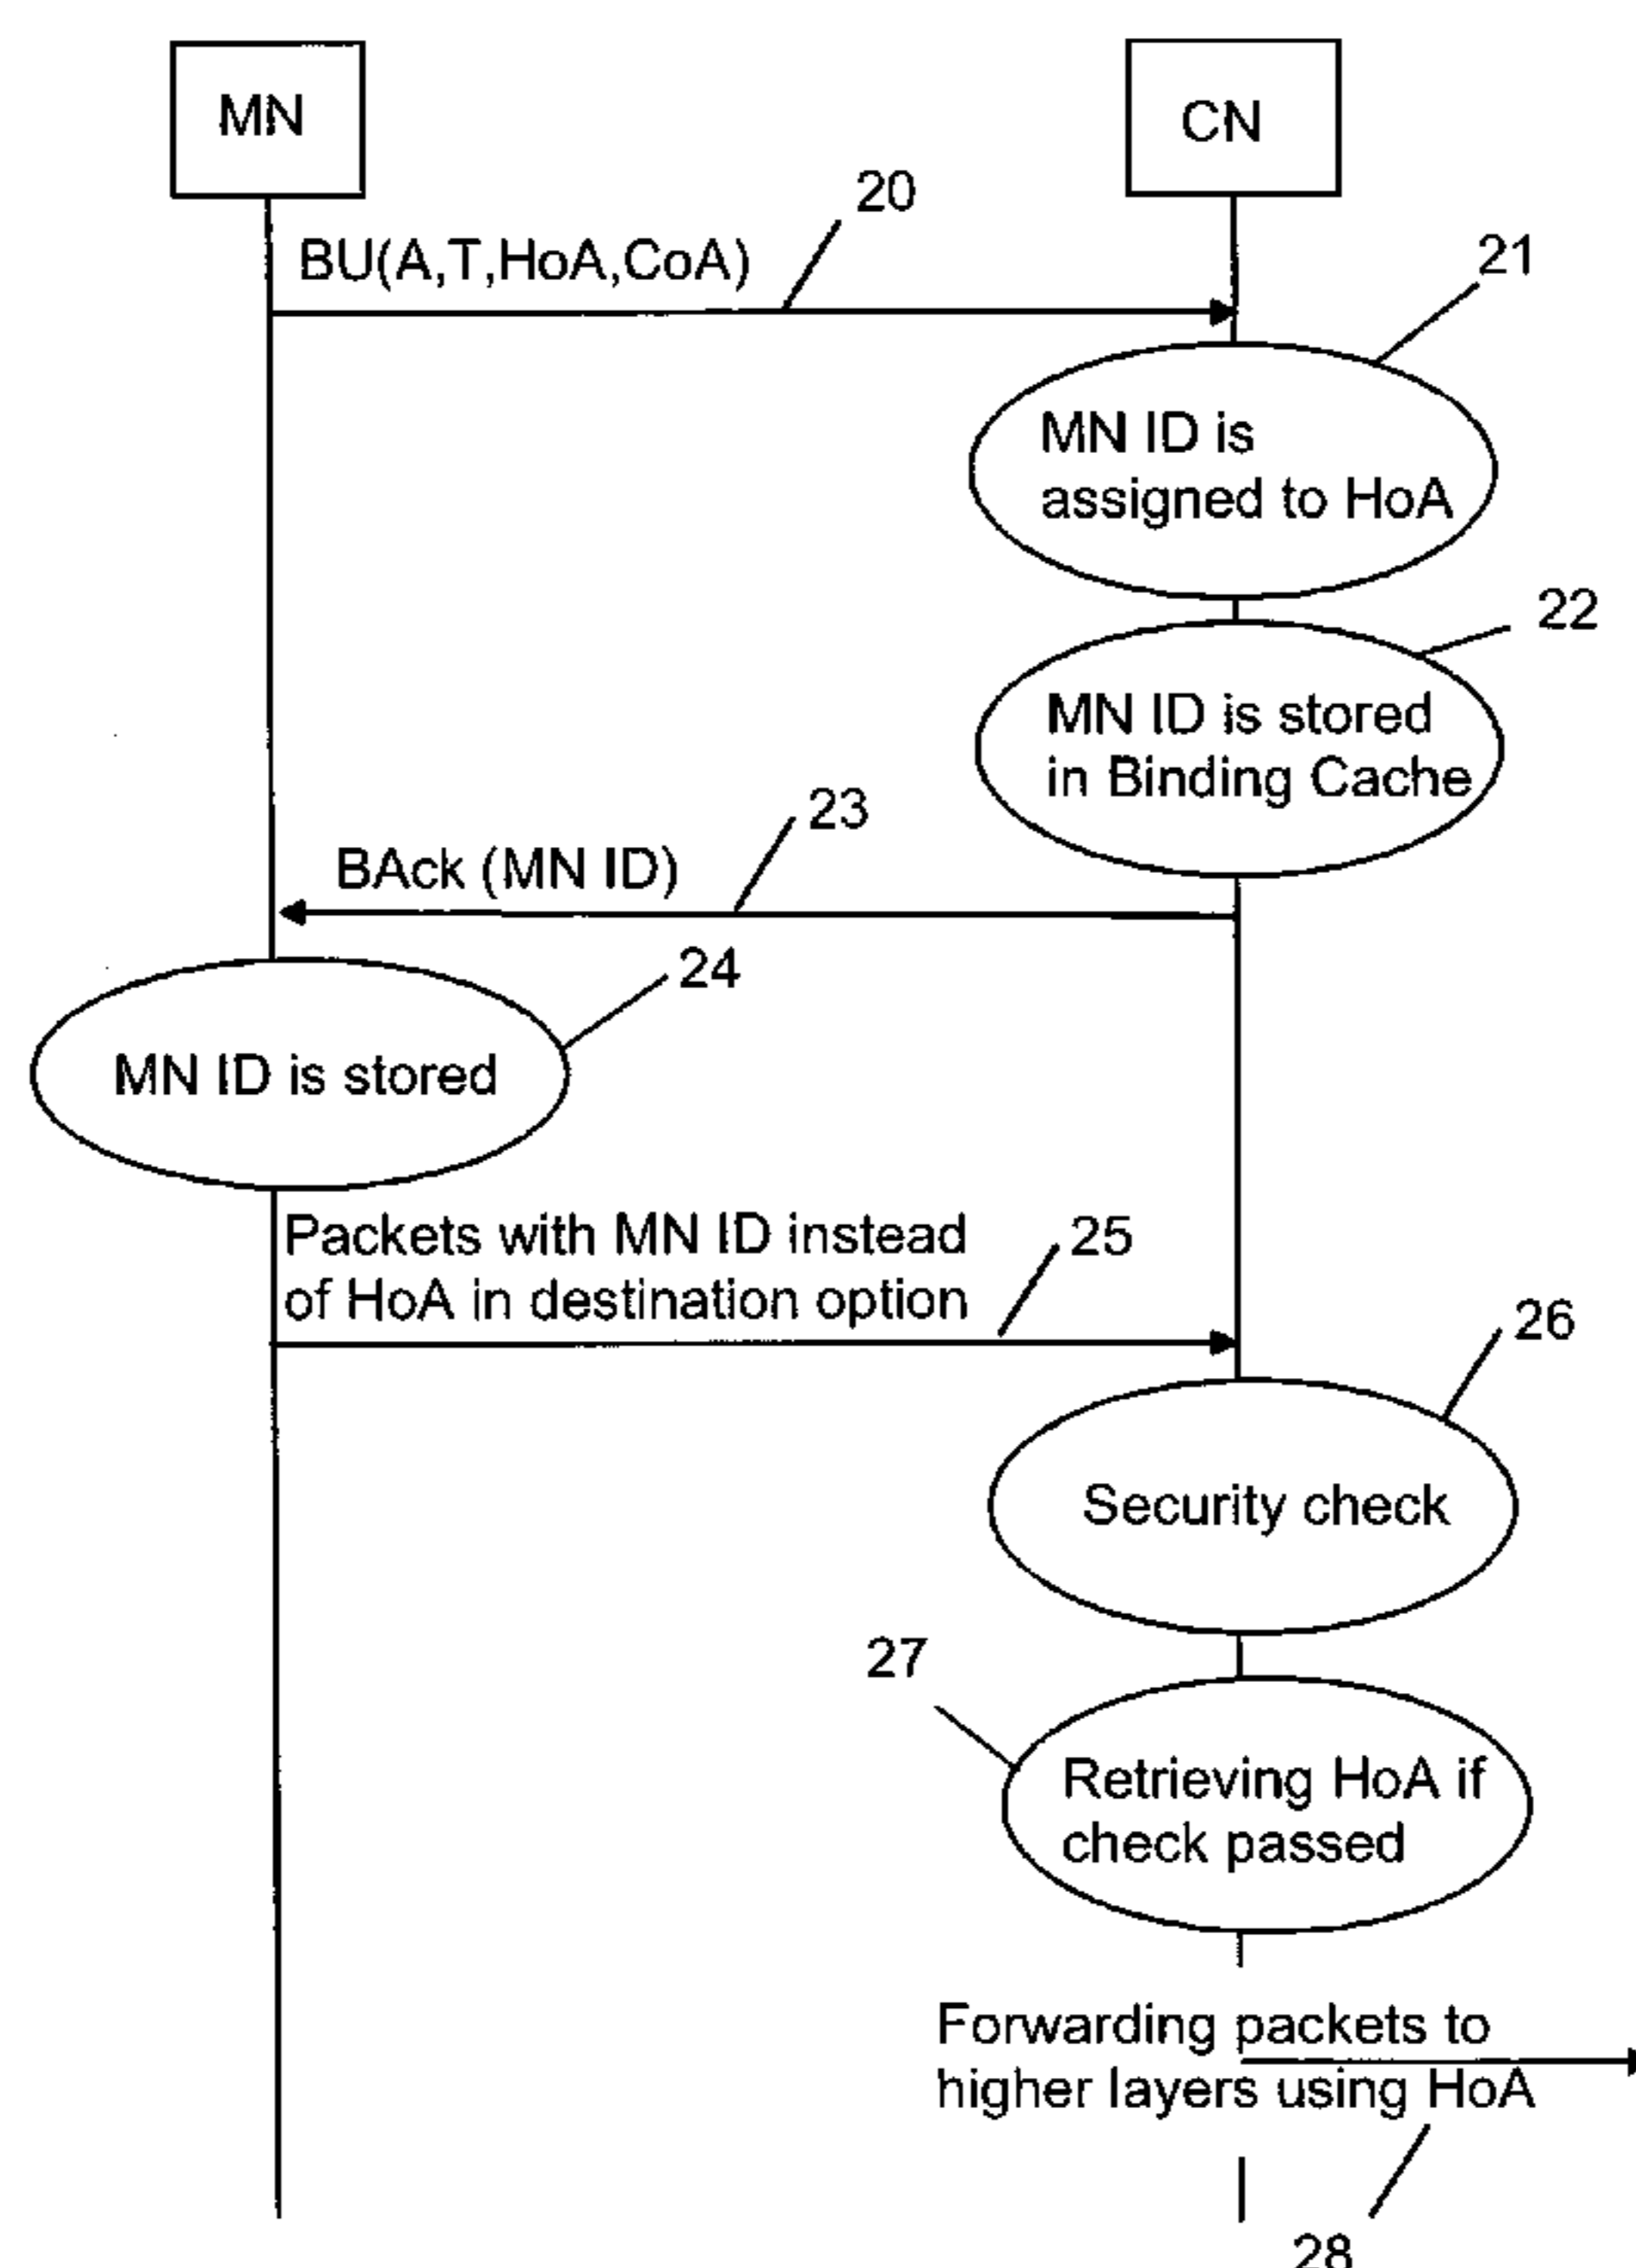 MN
CN
20
BU(A,T,HoA,CoA)
21
MN ID is
assigned to HoA
22
MN ID is stored
in Binding Cache
23
BAck (MN ID)
24
MN ID is stored
Packets with MN ID instead
of HoA in destination option
25
26
Security check
27
Retrieving HoA if
check passed
Forwarding packets to
higher layers using HoA
28